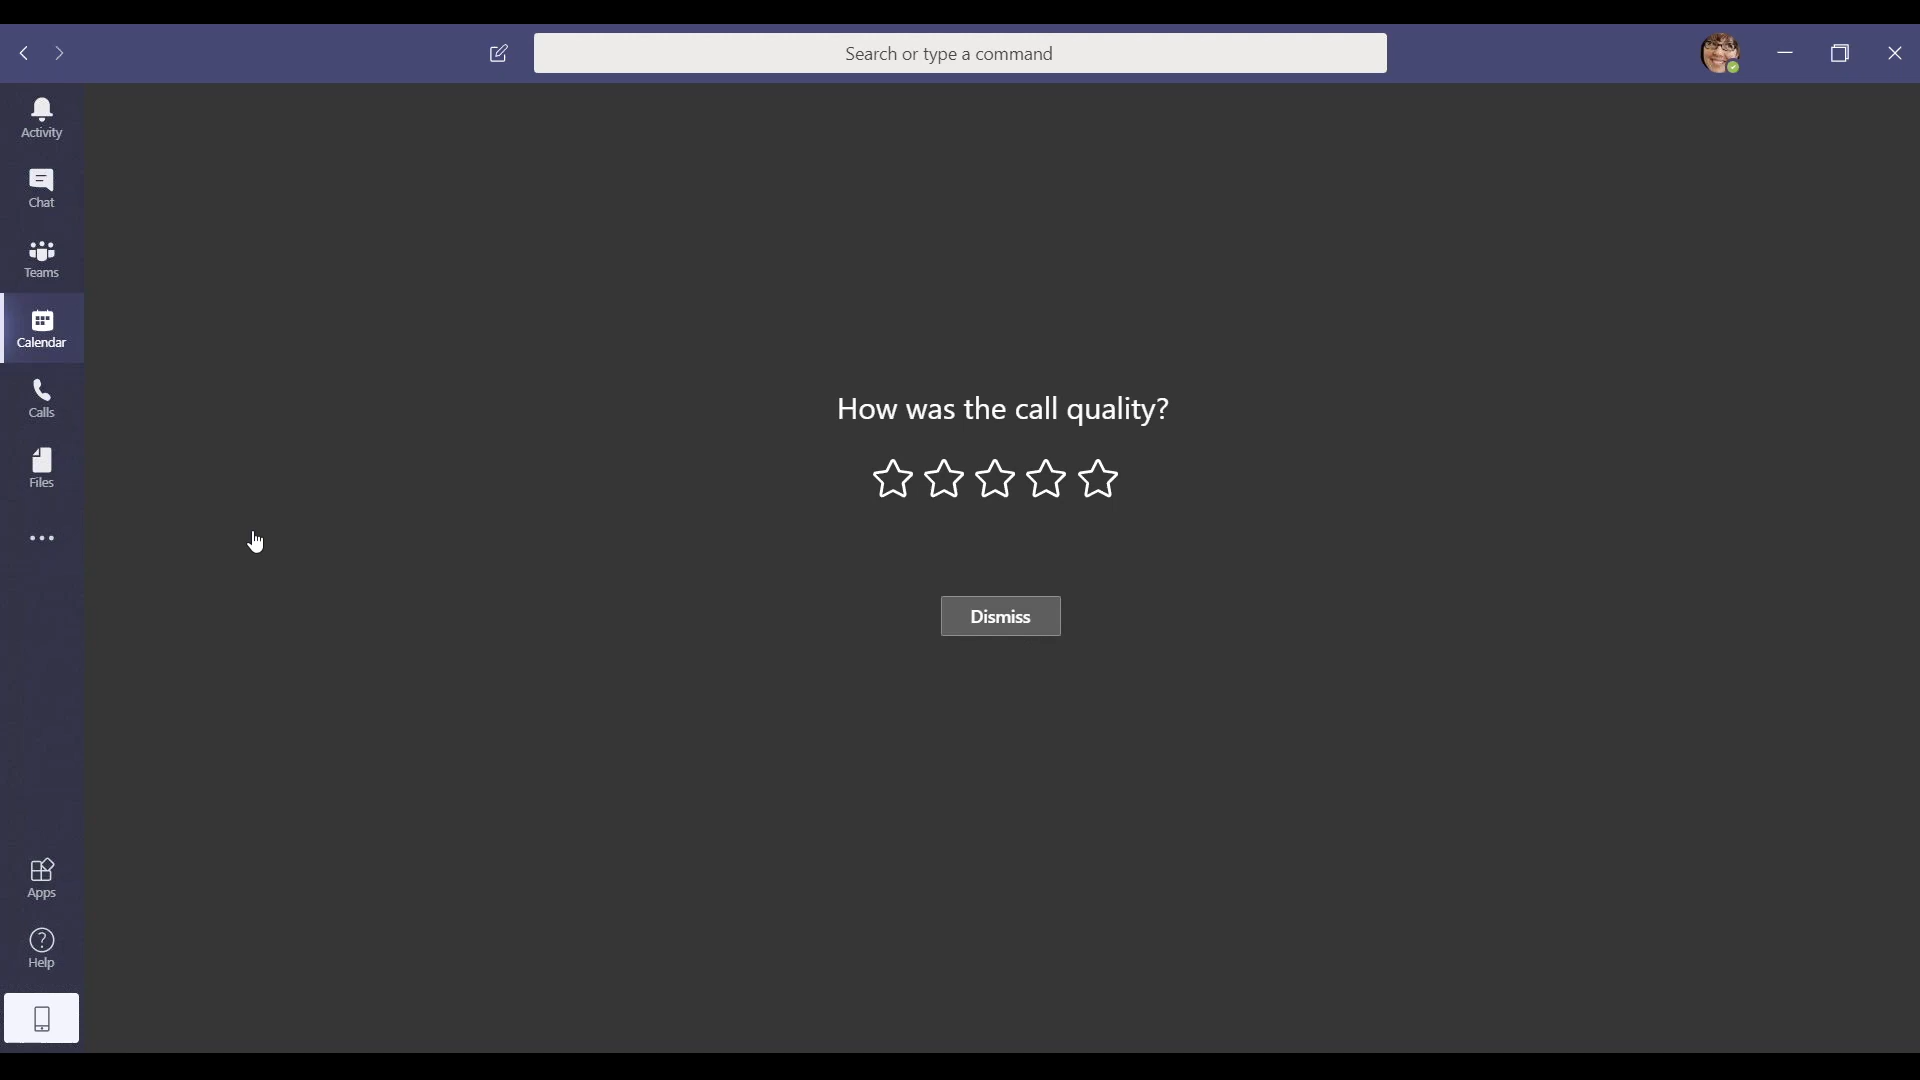 Search or type a command
Activity
Chat
Teams
Calendar
Calls
Files
How was the call quality?
Dismiss
Apps
Help